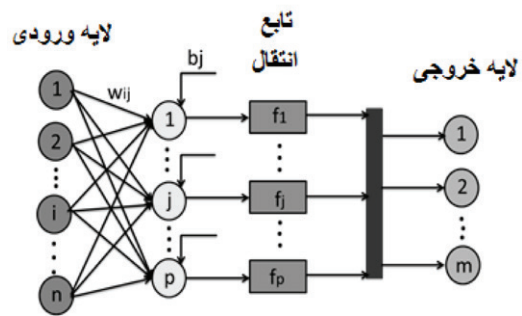 لایه ورودی
تابع
انتقال
لایه خروجی
wij
bj
1
2
i
n
1
j
p
f1
fj
fp
1
2
m